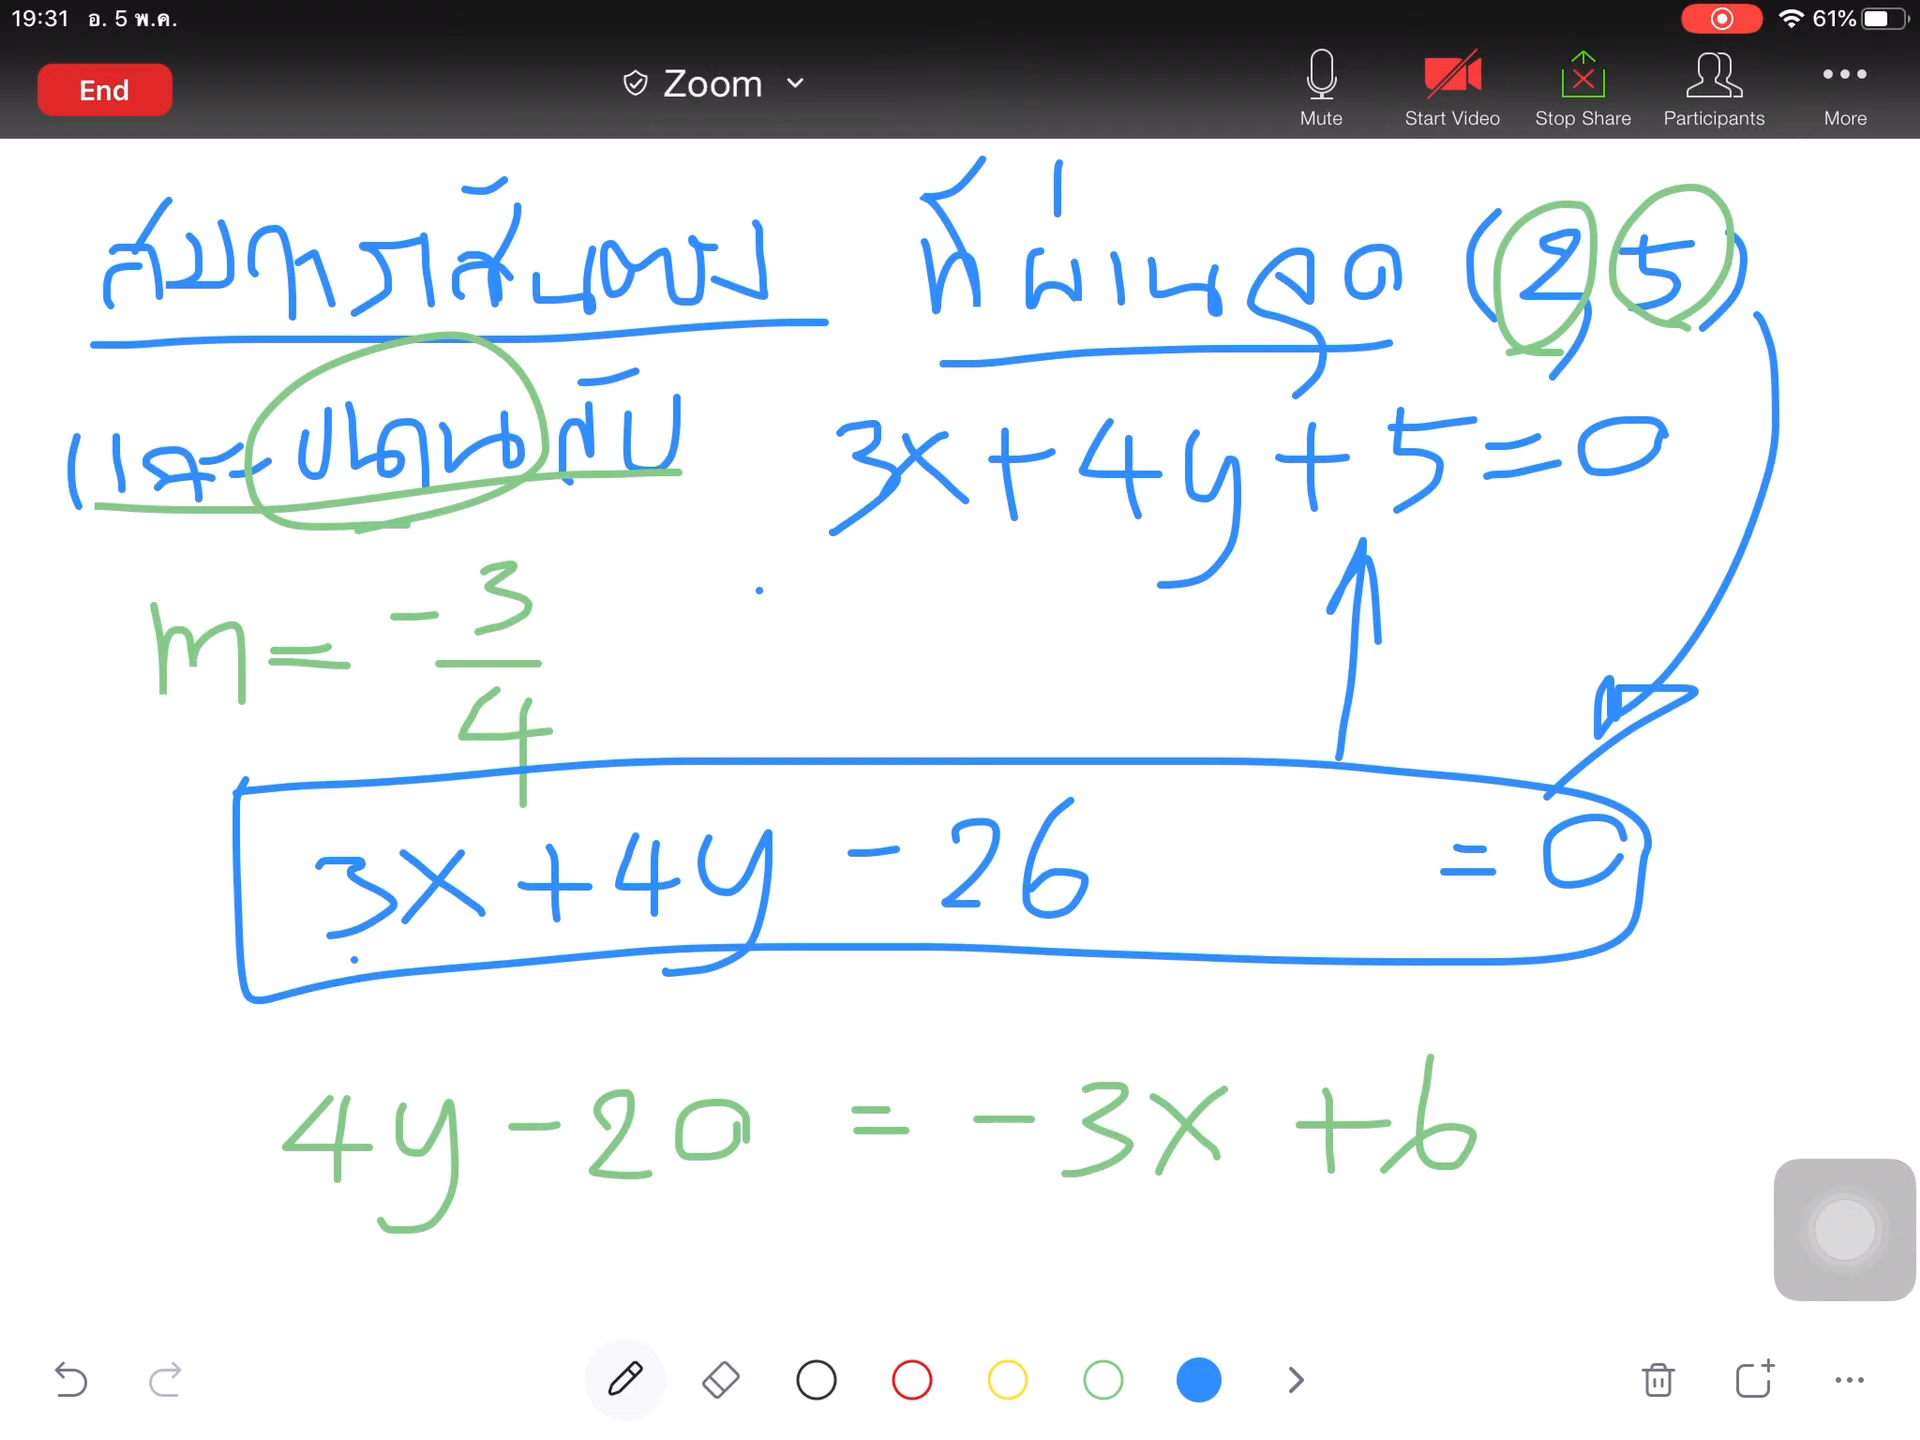 19:31 อ. 5 พ.ค. 61%
End Zoom Mute Start Video Stop Share Participants More
สมการเส้นตรง ที่ผ่านจุด (2,5)
และขนานกับ 3x+4y+5=0
m = -3/4
3x+4y-26 = 0
4y-20 = -3x+6